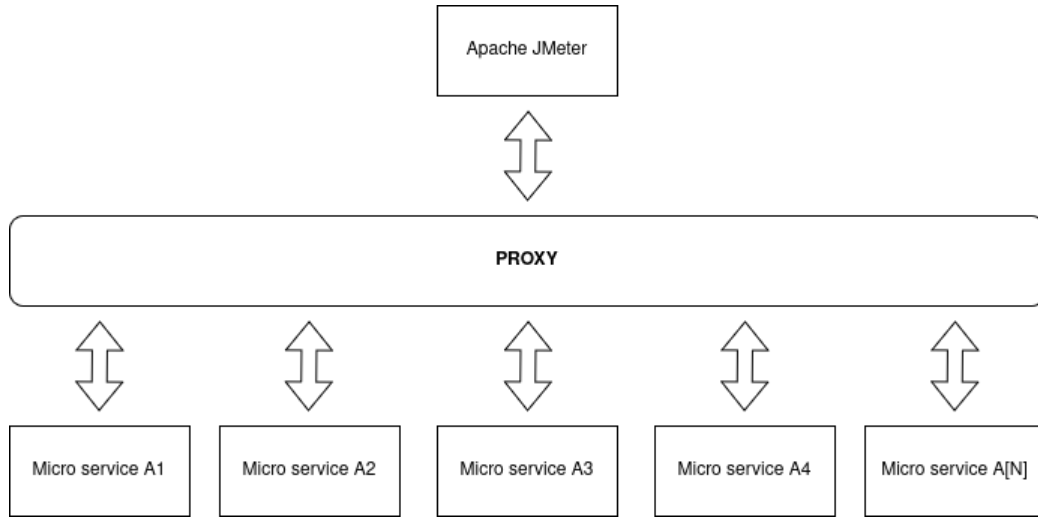 Apache JMeter
PROXY
Micro service A1
Micro service A2
Micro service A3
Micro service A4
Micro service A[N]